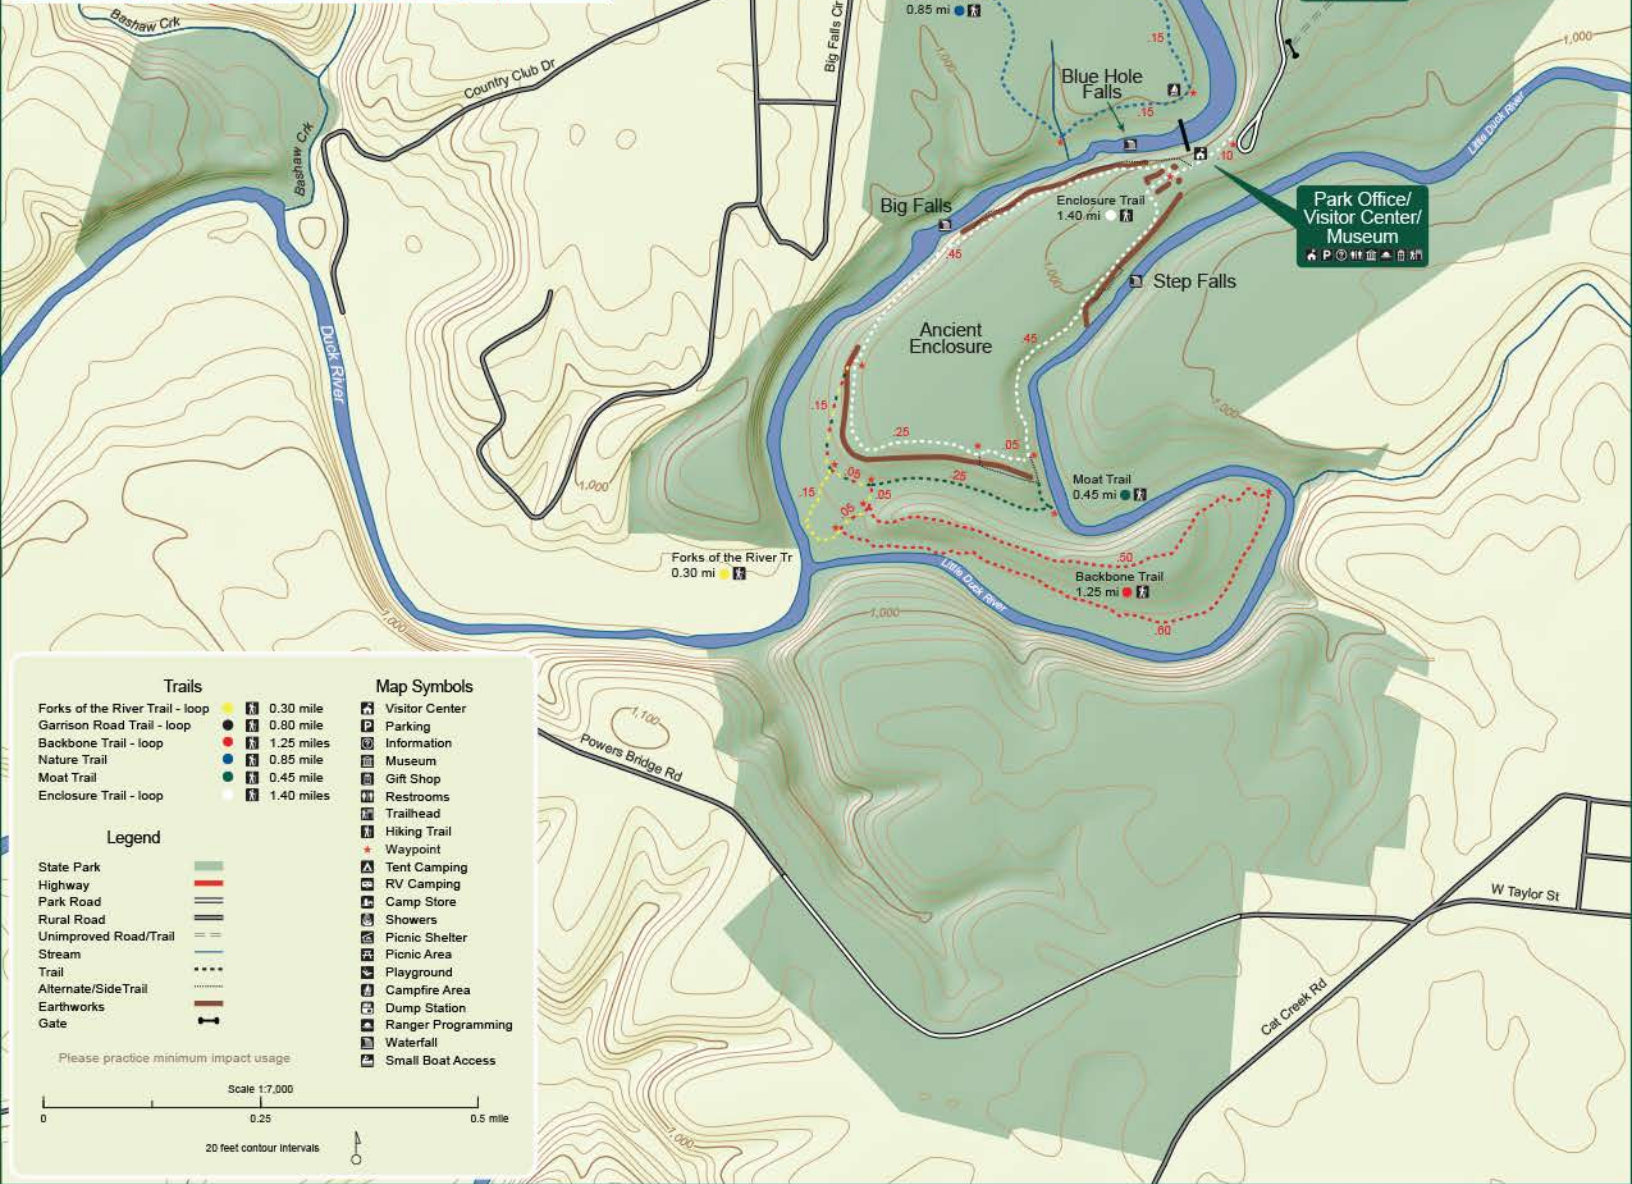 Bashaw Crk
Bashaw Crk
Country Club Dr
Big Falls Cir
0.85 mi
.15
1,000
Blue Hole
Falls
.15
1,000
Little Duck River
.10
Park Office/
Visitor Center/
Museum
Big Falls
Enclosure Trail
1.40 mi
.45
1,000
Step Falls
Ancient
Enclosure
.45
Duck River
.15
.25
.05
1,000
1,000
.05
.25
.15
.05
.05
Moat Trail
0.45 mi
Forks of the River Tr
0.30 mi
Little Duck River
.50
Backbone Trail
1.25 mi
.60
1,000
1,000
1,100
Powers Bridge Rd
W Taylor St
Cat Creek Rd
1,000
Trails
Forks of the River Trail - loop 0.30 mile
Garrison Road Trail - loop 0.80 mile
Backbone Trail - loop 1.25 miles
Nature Trail 0.85 mile
Moat Trail 0.45 mile
Enclosure Trail - loop 1.40 miles
Legend
State Park
Highway
Park Road
Rural Road
Unimproved Road/Trail
Stream
Trail
Alternate/SideTrail
Earthworks
Gate
Please practice minimum impact usage
Map Symbols
Visitor Center
Parking
Information
Museum
Gift Shop
Restrooms
Trailhead
Hiking Trail
Waypoint
Tent Camping
RV Camping
Camp Store
Showers
Picnic Shelter
Picnic Area
Playground
Campfire Area
Dump Station
Ranger Programming
Waterfall
Small Boat Access
Scale 1:7,000
0 0.25 0.5 mile
20 feet contour intervals